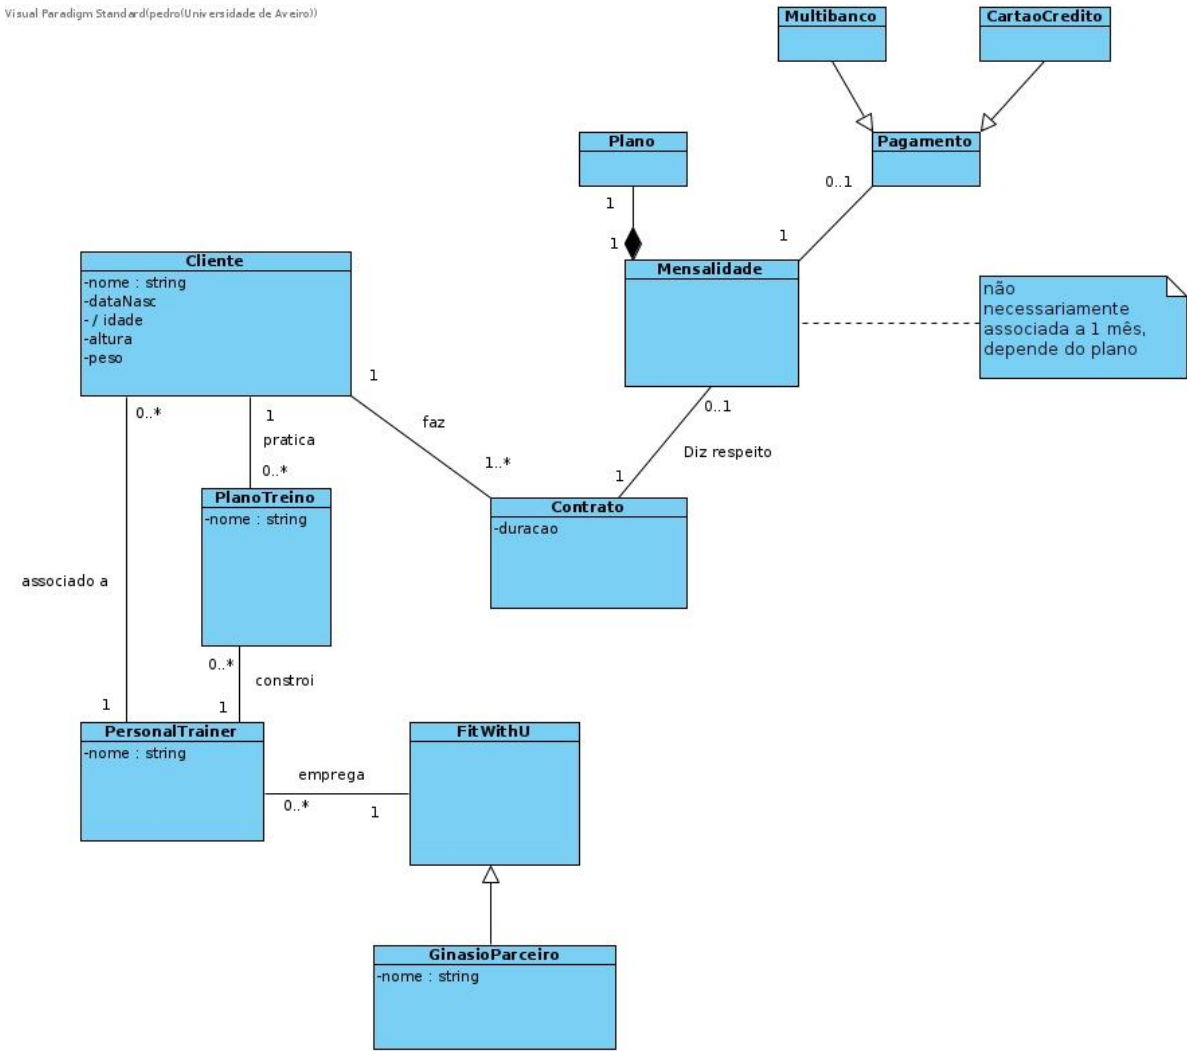 Visual Paradigm Standard(pedro(Universidade de Aveiro))
Multibanco
CartaoCredito
Plano
Pagamento
0..1
1
1
1
Mensalidade
não
necessariamente
associada a 1 mês,
depende do plano
Cliente
-nome : string
-dataNasc
-/ idade
-altura
-peso
1
0..1
0..*
1
faz
pratica
Diz respeito
0..*
1..*
1
PlanoTreino
-nome : string
Contrato
-duracao
associado a
0..*
constroi
1
1
PersonalTrainer
-nome : string
FitWithU
emprega
0..*
1
GinasioParceiro
-nome : string